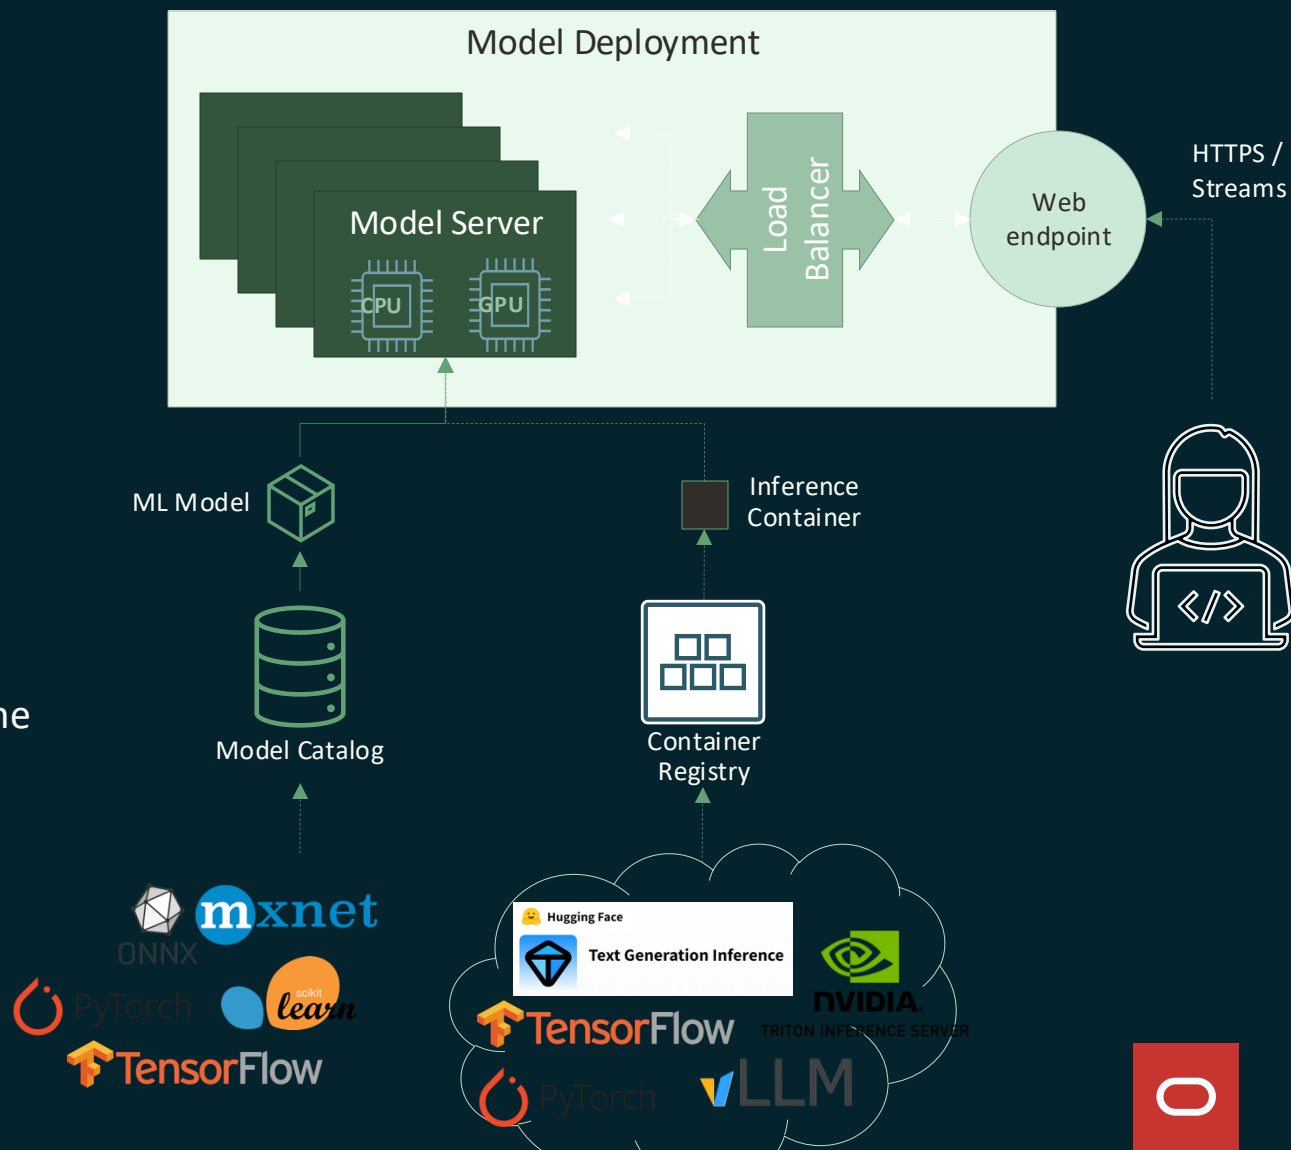 Model Deployment
HTTPS /
Streams
Load
Balancer
Web
endpoint
Model Server
CPU
GPU
ML Model
Inference
Container
</>
ne
Model Catalog
Container
Registry
mxnet
ONNX
Hugging Face
Text Generation Inference
PyTorch
scikit
learn
NVIDIA
TRITON INFERENCE SERVER
TensorFlow
TensorFlow
PyTorch
vLLM